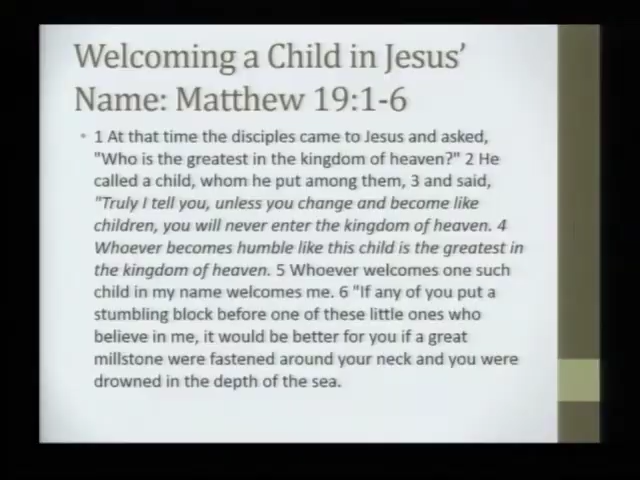 Welcoming a Child in Jesus'
Name: Matthew 19:1-6
• 1 At that time the disciples came to Jesus and asked,
"Who is the greatest in the kingdom of heaven?" 2 He
called a child, whom he put among them, 3 and said,
"Truly I tell you, unless you change and become like
children, you will never enter the kingdom of heaven. 4
Whoever becomes humble like this child is the greatest in
the kingdom of heaven. 5 Whoever welcomes one such
child in my name welcomes me. 6 "If any of you put a
stumbling block before one of these little ones who
believe in me, it would be better for you if a great
millstone were fastened around your neck and you were
drowned in the depth of the sea.